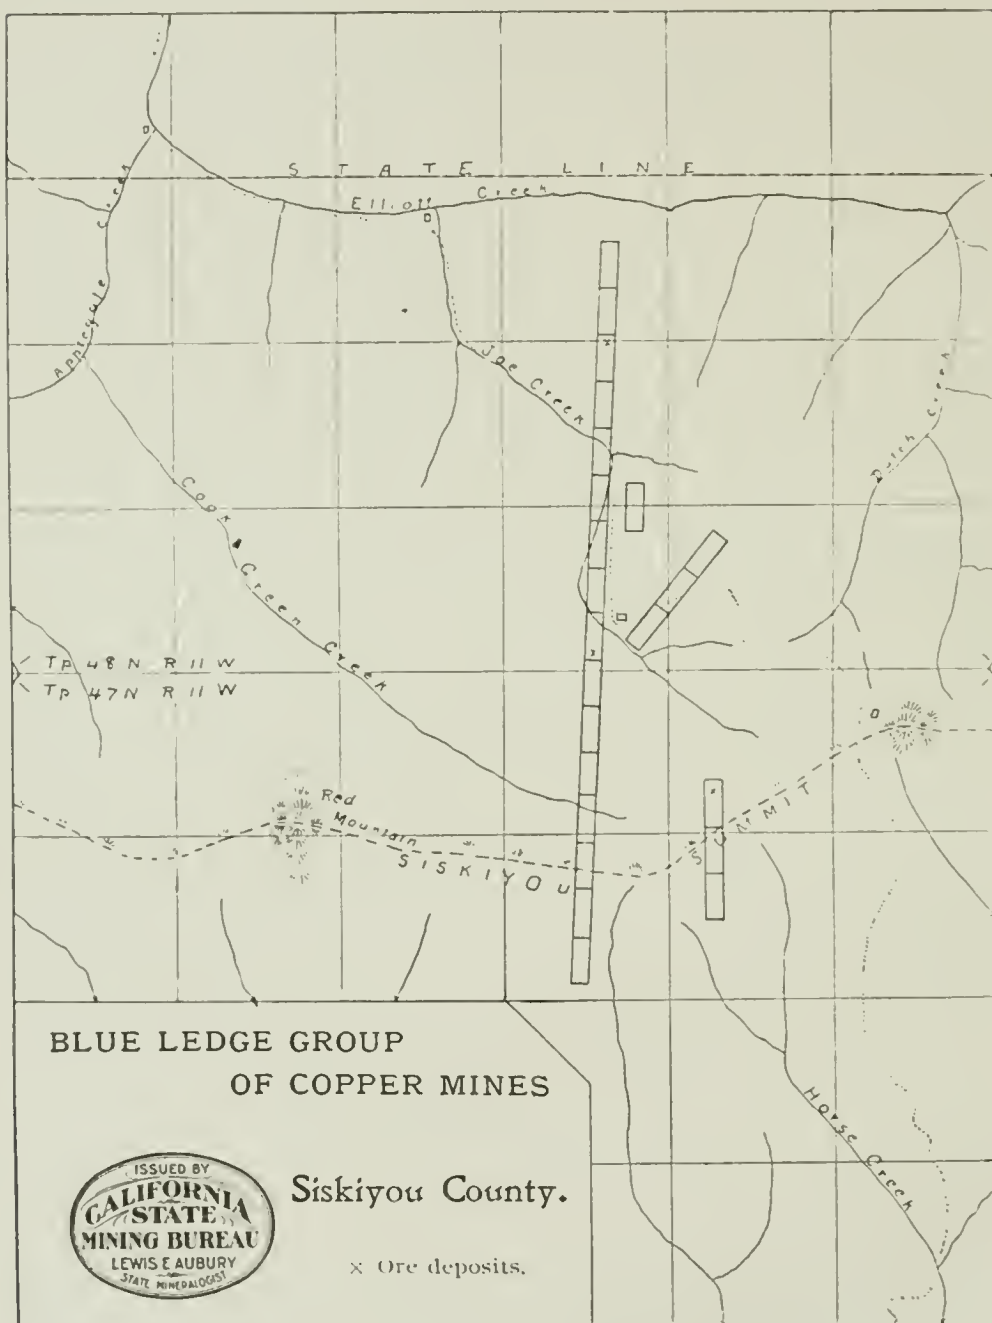 STATE LINE
Elliott Creek
Applegate Creek
Joe Creek
Dutch Creek
Cook
Green Creek
Tp 48 N R 11 W
Tp 47 N R 11 W
Red
Mountain
SISKIYOU SUMMIT
BLUE LEDGE GROUP
OF COPPER MINES
Horse Creek
ISSUED BY
CALIFORNIA
STATE
MINING BUREAU
LEWIS E AUBURY
STATE MINERALOGIST
Siskiyou County.
x Ore deposits.